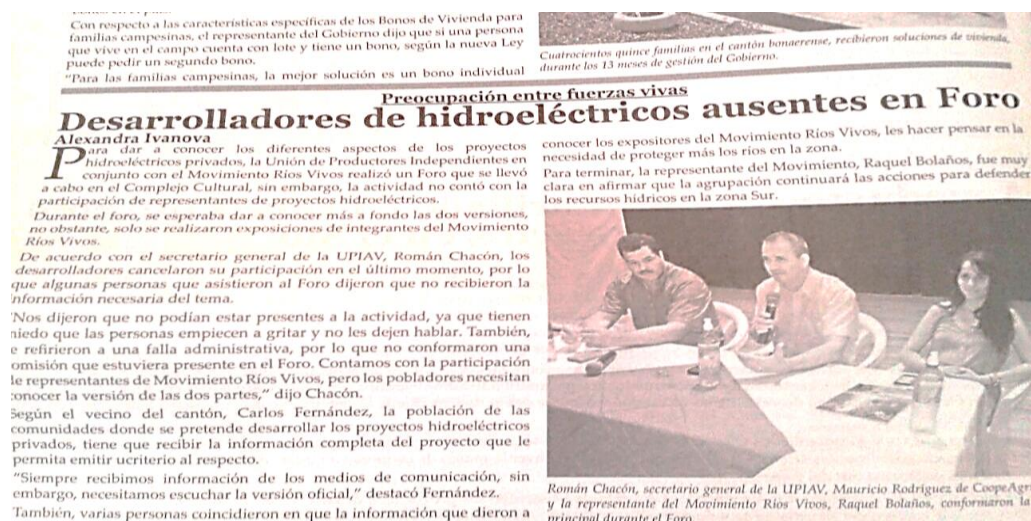 Con respecto a las características específicas de los Bonos de Vivienda para
familias campesinas, el representante del Gobierno dijo que si una persona
que vive en el campo cuenta con lote y tiene un bono, según la nueva Ley
puede pedir un segundo bono.
"Para las familias campesinas, la mejor solución es un bono individual
Cuatrocientos quince familias en el cantón bonaerense, recibieron soluciones de vivienda,
durante los 13 meses de gestión del Gobierno.
Preocupación entre fuerzas vivas
Desarrolladores de hidroeléctricos ausentes en Foro
Alexandra Ivanova
Para dar a conocer los diferentes aspectos de los proyectos
hidroeléctricos privados, la Unión de Productores Independientes en
conjunto con el Movimiento Ríos Vivos realizó un Foro que se llevó
a cabo en el Complejo Cultural, sin embargo, la actividad no contó con la
participación de representantes de proyectos hidroeléctricos.
Durante el foro, se esperaba dar a conocer más a fondo las dos versiones,
no obstante, solo se realizaron exposiciones de integrantes del Movimiento
Ríos Vivos.
De acuerdo con el secretario general de la UPIAV, Román Chacón, los
desarrolladores cancelaron su participación en el último momento, por lo
que algunas personas que asistieron al Foro dijeron que no recibieron la
información necesaria del tema.
"Nos dijeron que no podían estar presentes a la actividad, ya que tienen
miedo que las personas empiecen a gritar y no les dejen hablar. También,
e refirieron a una falla administrativa, por lo que no conformaron una
omisión que estuviera presente en el Foro. Contamos con la participación
de representantes de Movimiento Ríos Vivos, pero los pobladores necesitan
conocer la versión de las dos partes," dijo Chacón.
Según el vecino del cantón, Carlos Fernández, la población de las
comunidades donde se pretende desarrollar los proyectos hidroeléctricos
privados, tiene que recibir la información completa del proyecto que le
permita emitir ucriterio al respecto.
"Siempre recibimos información de los medios de comunicación, sin
embargo, necesitamos escuchar la versión oficial," destacó Fernández.
También, varias personas coincidieron en que la información que dieron a
conocer los expositores del Movimiento Ríos Vivos, les hacer pensar en la
necesidad de proteger más los ríos en la zona.
Para terminar, la representante del Movimiento, Raquel Bolaños, fue muy
clara en afirmar que la agrupación continuará las acciones para defender
los recursos hídricos en la zona Sur.
Román Chacón, secretario general de la UPIAV, Mauricio Rodríguez de CoopeAgri
y la representante del Movimiento Ríos Vivos, Raquel Bolaños, conformaron la
principal durante el Foro.